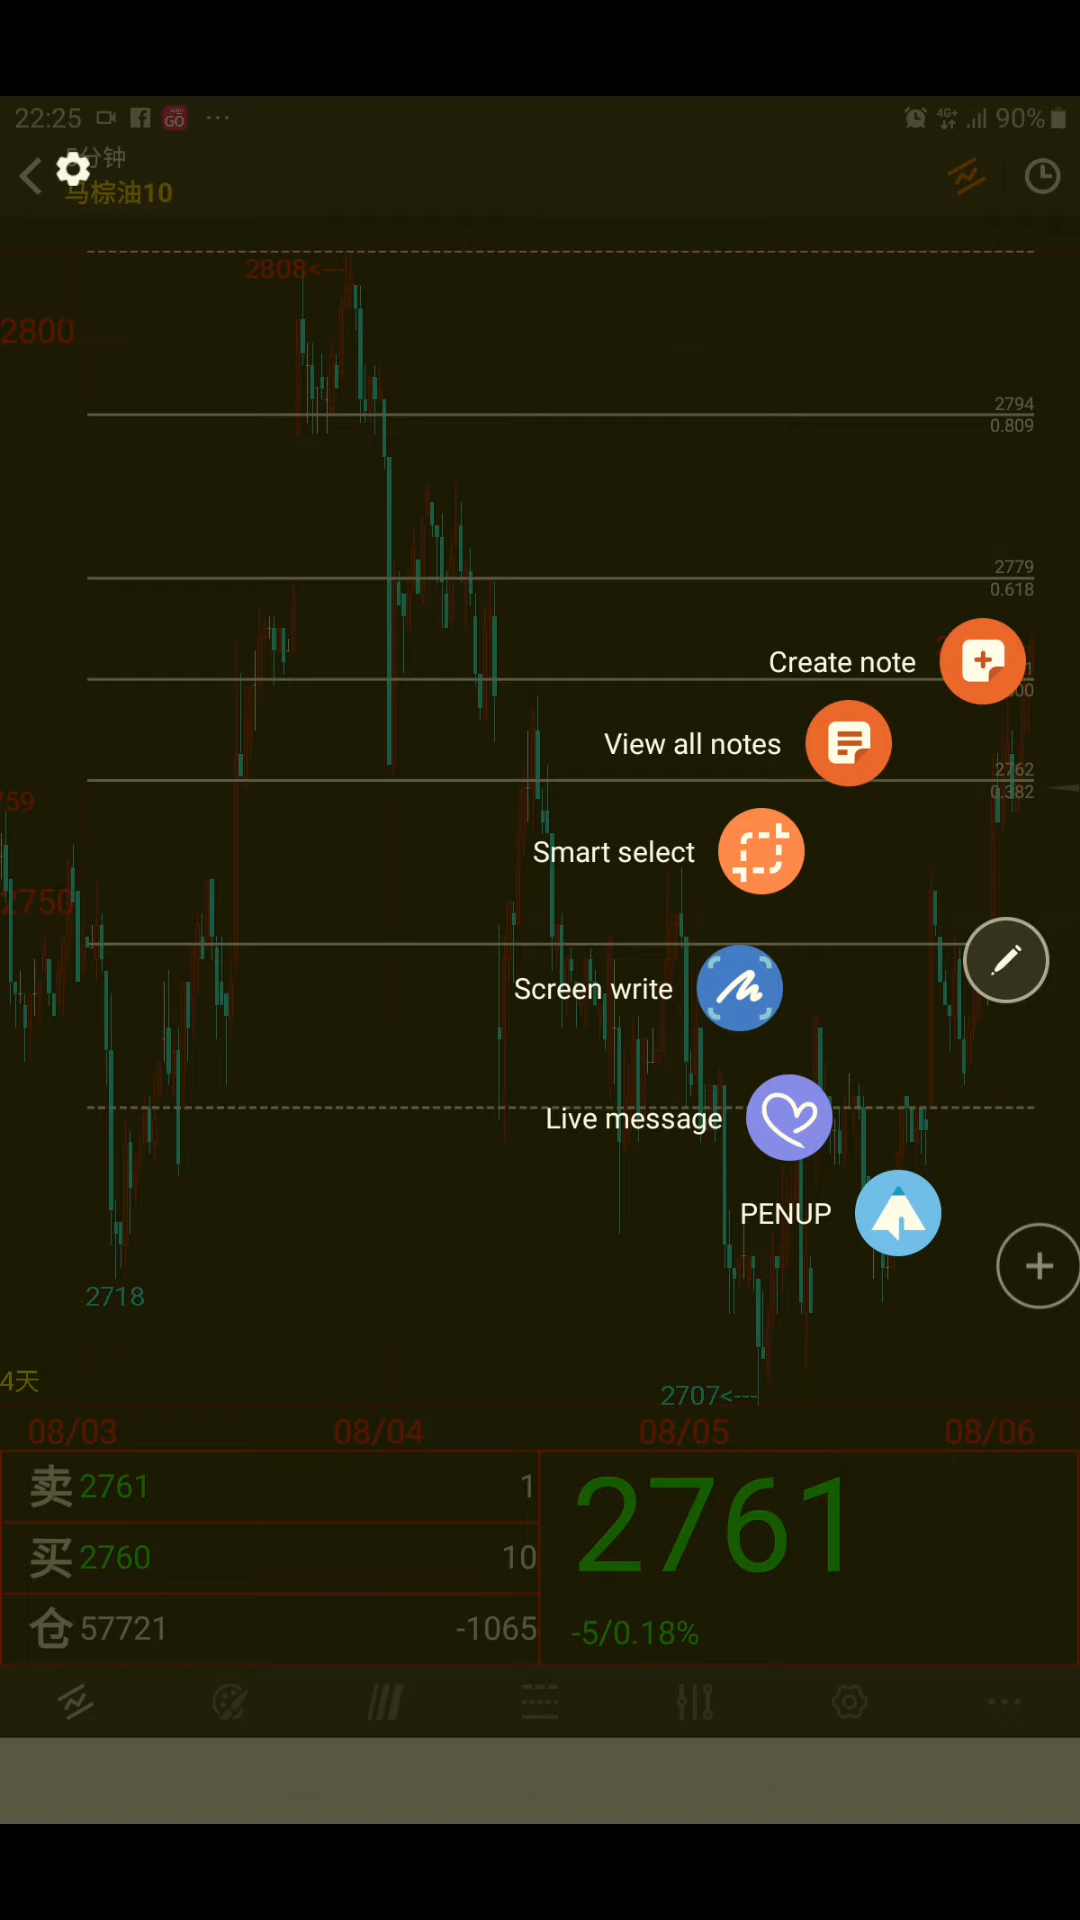 22:25
GO
4G+
90%
5分钟
马棕油10
2808<---
2800
2794
0.809
2779
0.618
Create note
View all notes
2762
0.382
Smart select
2750
Screen write
Live message
PENUP
2718
4天
2707<---
08/03 08/04 08/05 08/06
卖 2761 1
2761
买 2760 10
仓 57721 -1065
-5/0.18%